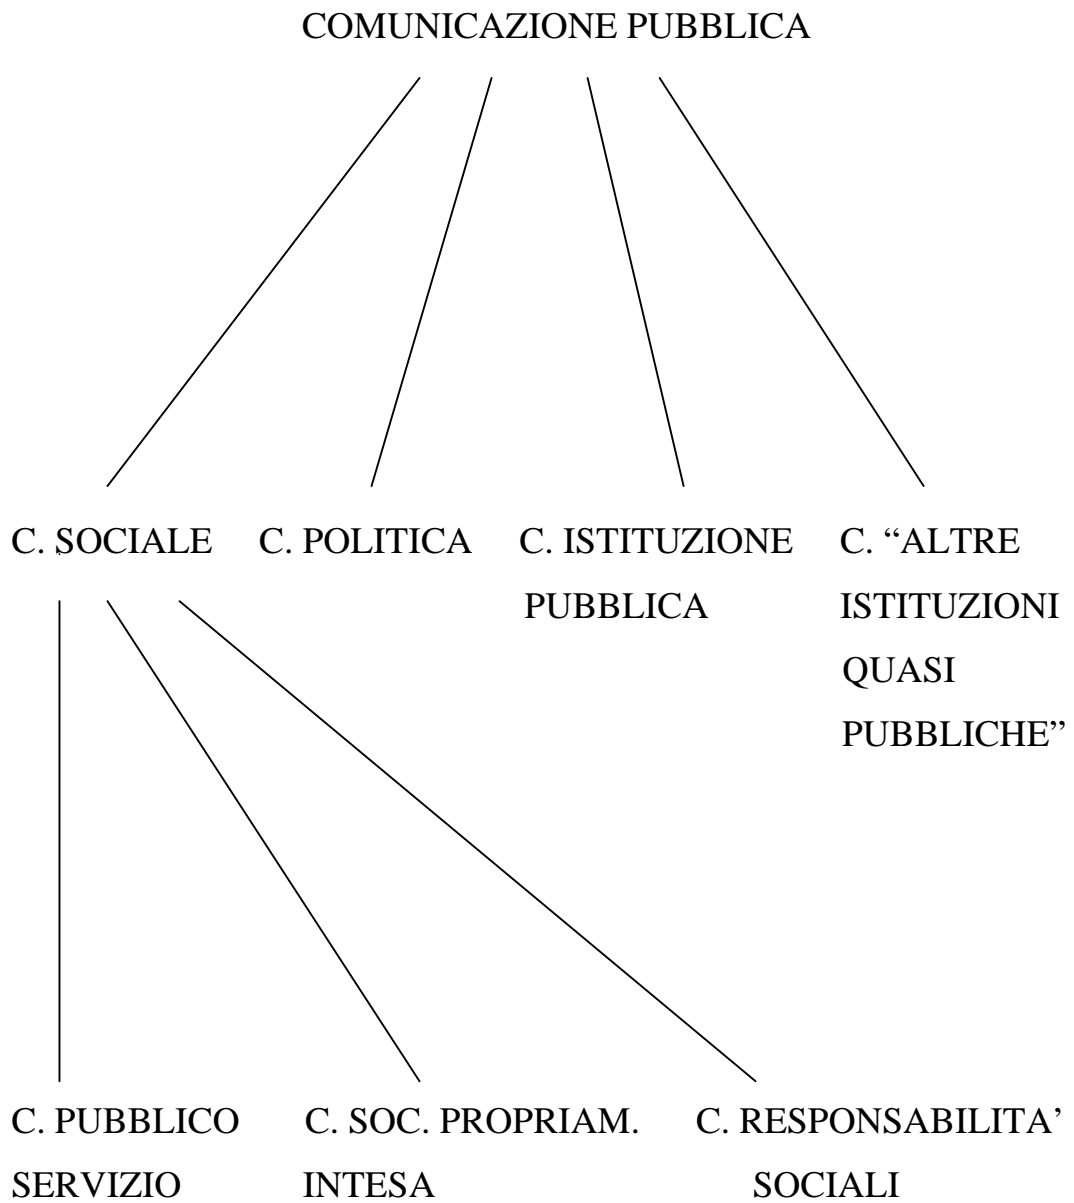 COMUNICAZIONE PUBBLICA
C. SOCIALE C. POLITICA C. ISTITUZIONE C. “ALTRE
PUBBLICA ISTITUZIONI
QUASI
PUBBLICHE”
C. PUBBLICO C. SOC. PROPRIAM. C. RESPONSABILITA’
SERVIZIO INTESA SOCIALI